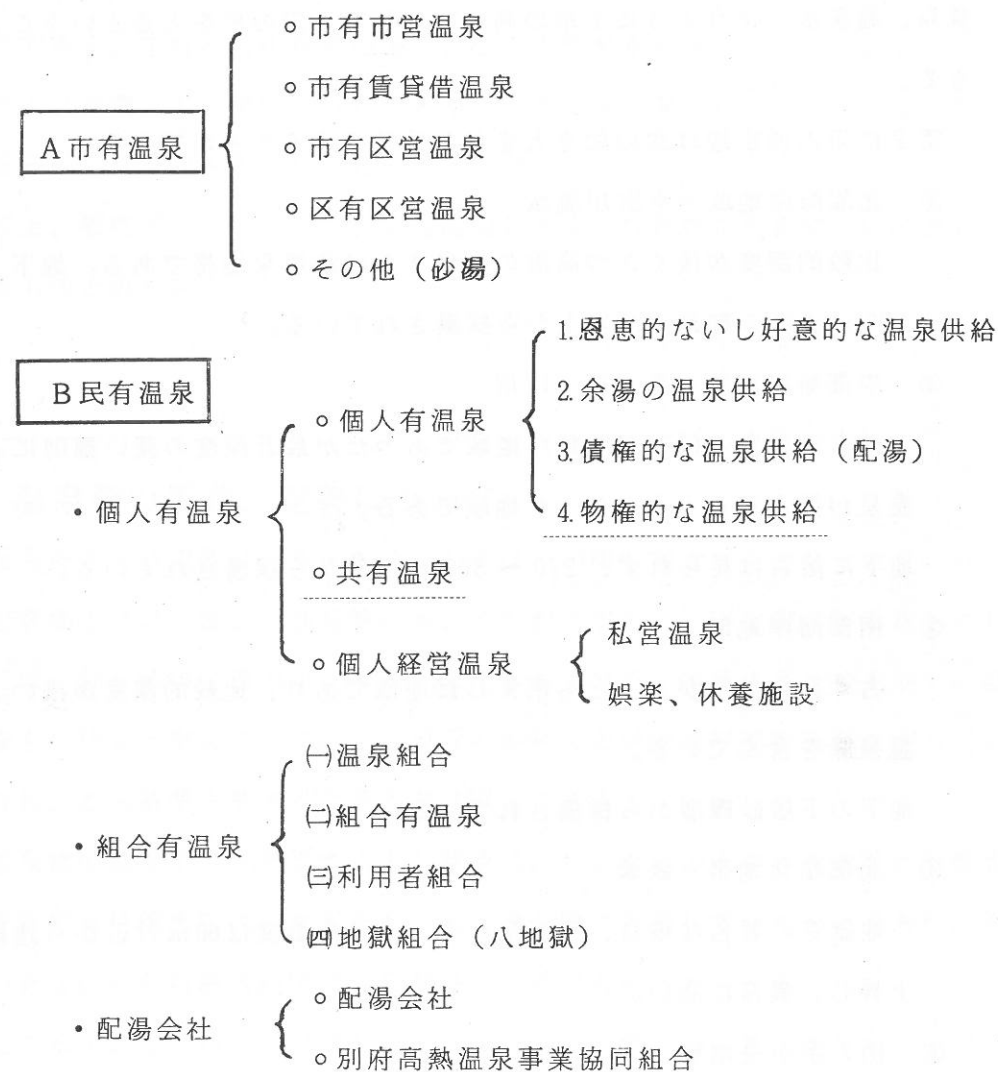 A市有温泉
○市有市営温泉
○市有賃貸借温泉
○市有区営温泉
○区有区営温泉
○その他（砂湯）
B民有温泉
・個人有温泉
○個人有温泉
1.恩恵的ないし好意的な温泉供給
2.余湯の温泉供給
3.債権的な温泉供給（配湯）
4.物権的な温泉供給
○共有温泉
○個人経営温泉
私営温泉
娯楽、休養施設
・組合有温泉
㈠温泉組合
㈡組合有温泉
㈢利用者組合
㈣地獄組合（八地獄）
・配湯会社
○配湯会社
○別府高熱温泉事業協同組合